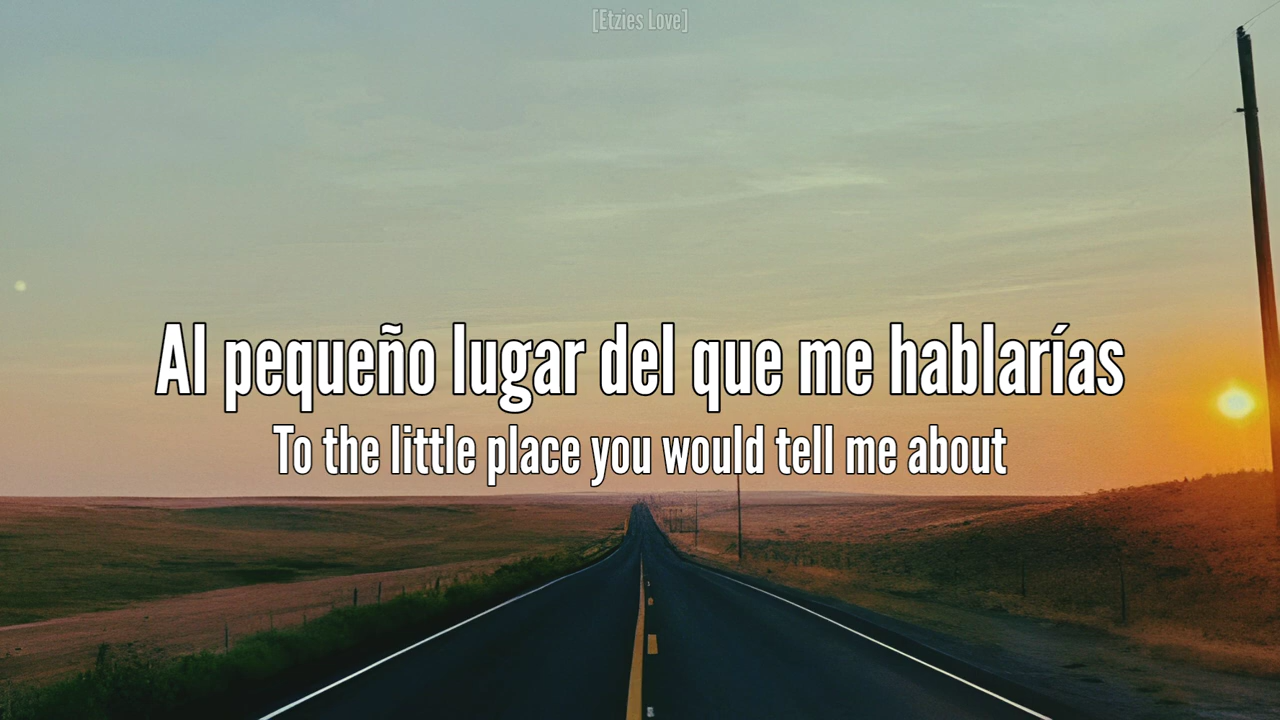 [Etzies Love]
Al pequeño lugar del que me hablarías
To the little place you would tell me about